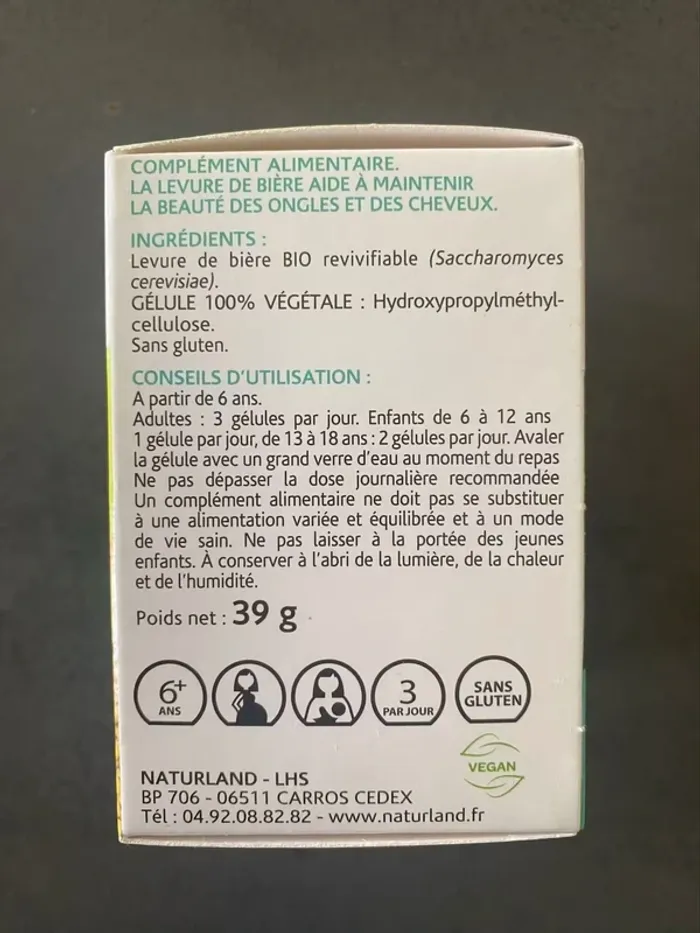 COMPLÉMENT ALIMENTAIRE.
LA LEVURE DE BIÈRE AIDE À MAINTENIR
LA BEAUTÉ DES ONGLES ET DES CHEVEUX.
INGRÉDIENTS :
Levure de bière BIO revivifiable (Saccharomyces
cerevisiae).
GÉLULE 100% VÉGÉTALE : Hydroxypropylméthyl-
cellulose.
Sans gluten.
CONSEILS D'UTILISATION :
A partir de 6 ans.
Adultes : 3 gélules par jour. Enfants de 6 à 12 ans
1 gélule par jour, de 13 à 18 ans : 2 gélules par jour. Avaler
la gélule avec un grand verre d'eau au moment du repas
Ne pas dépasser la dose journalière recommandée
Un complément alimentaire ne doit pas se substituer
à une alimentation variée et équilibrée et à un mode
de vie sain. Ne pas laisser à la portée des jeunes
enfants. À conserver à l'abri de la lumière, de la chaleur
et de l'humidité.
Poids net : 39 g
6+
ANS
3
PAR JOUR
SANS
GLUTEN
VEGAN
NATURLAND - LHS
BP 706 - 06511 CARROS CEDEX
Tél : 04.92.08.82.82 - www.naturland.fr